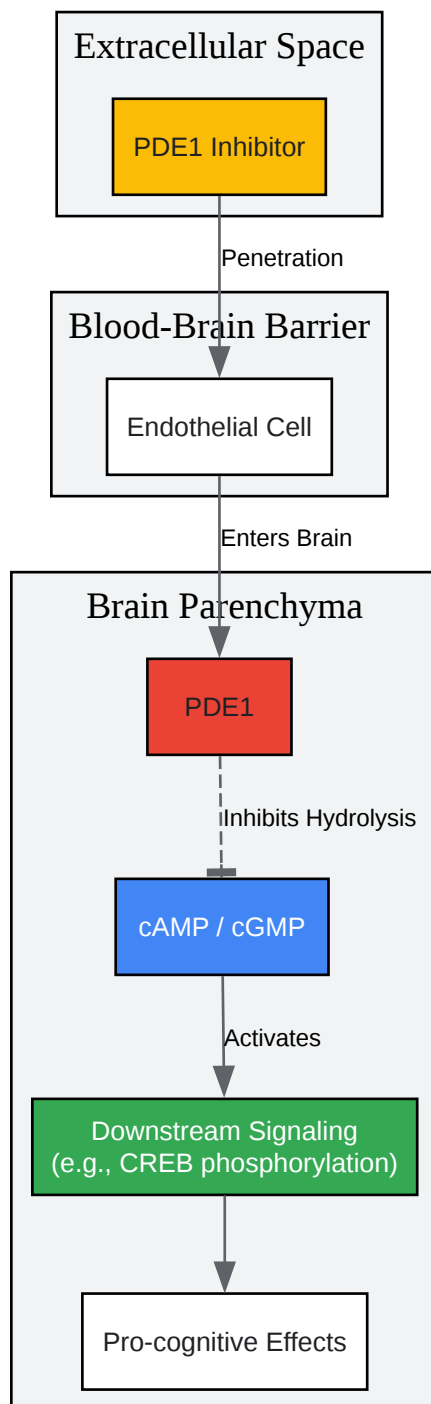 Extracellular Space
PDE1 Inhibitor
Penetration
Blood-Brain Barrier
Endothelial Cell
Enters Brain
Brain Parenchyma
PDE1
Inhibits Hydrolysis
cAMP / cGMP
Activates
Downstream Signaling
(e.g., CREB phosphorylation)
Pro-cognitive Effects